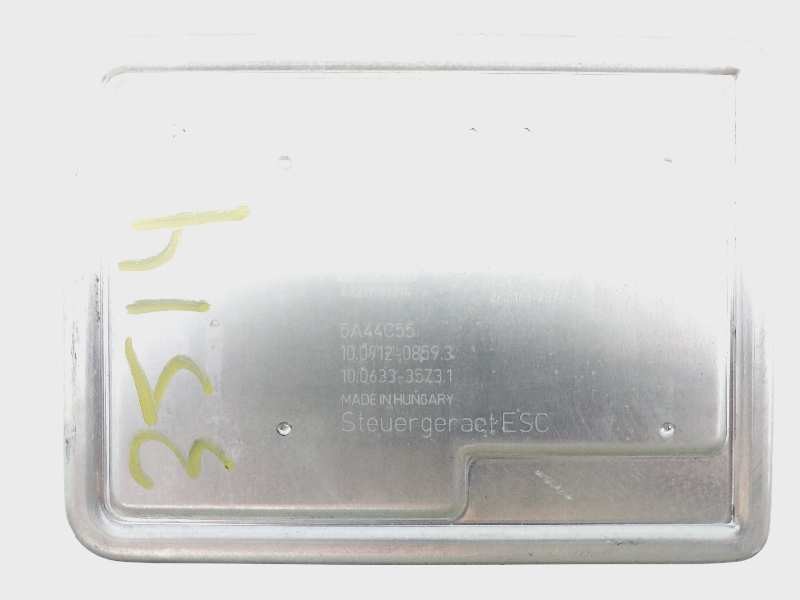 5A44C55
10.0912-0859.3
10.0633-3573.1
MADE IN HUNGARY
Steuergeraet ESC
3514